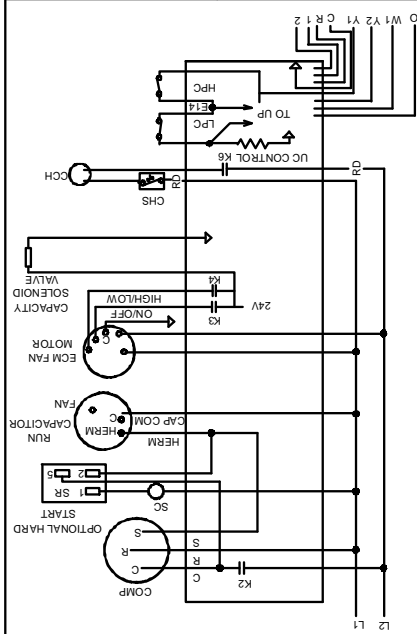 L2
L1
K2
C
R
S
C
R
S
COMP
OPTIONAL HARD
START
SC
1
SR
2
5
HERM
CAP COM
HERM
C
RUN
CAPACITOR
FAN
ECM FAN
MOTOR
C
ON/OFF
HIGH/LOW
24V
K3
K4
CAPACITY
SOLENOID
VALVE
CHS
RD
RD
CCH
K6
UC CONTROL
LPC
TO UP
E14
HPC
O
W1
Y2
Y1
C
R
1
2